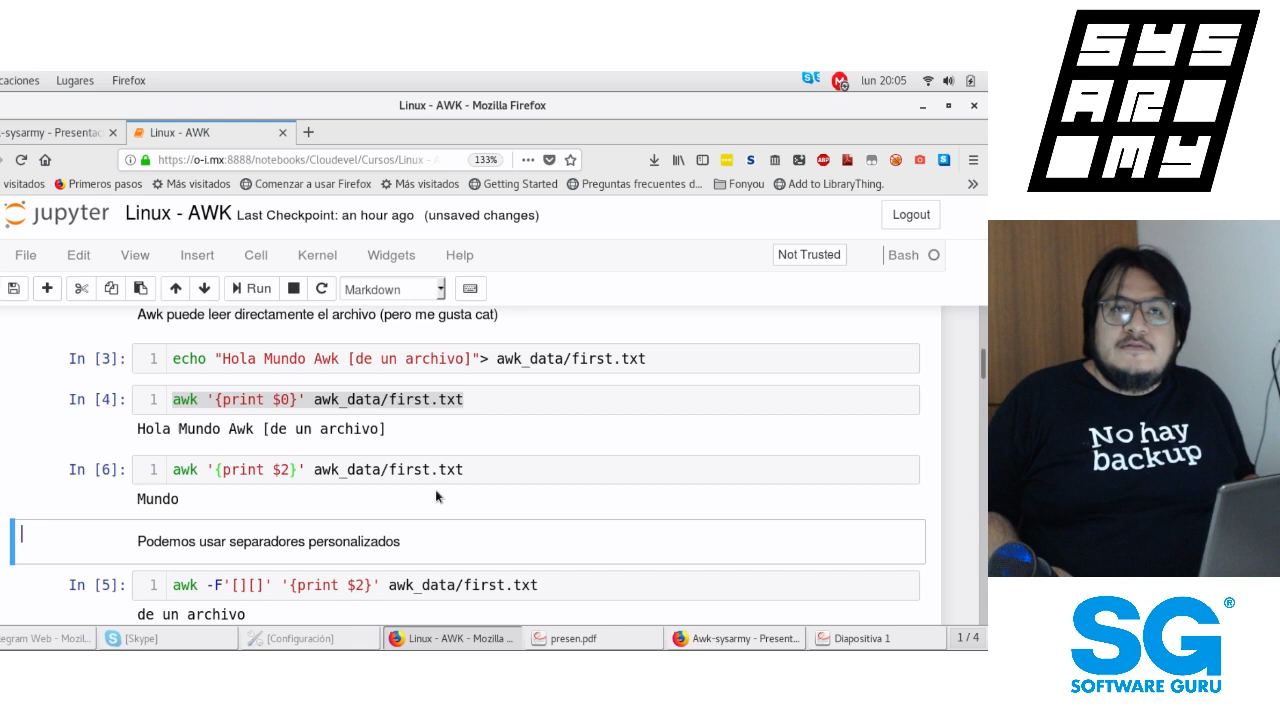 caciones Lugares Firefox lun 20:05
Linux - AWK - Mozilla Firefox
-sysarmy - Presentac Linux - AWK
https://o-i.mx:8888/notebooks/Cloudevel/Cursos/Linux - A 133%
visitados Primeros pasos Más visitados Comenzar a usar Firefox Más visitados Getting Started Preguntas frecuentes d... Fonyou Add to LibraryThing.
jupyter Linux - AWK Last Checkpoint: an hour ago (unsaved changes) Logout
File Edit View Insert Cell Kernel Widgets Help Not Trusted Bash
Run Markdown
Awk puede leer directamente el archivo (pero me gusta cat)
In [3]: 1 echo "Hola Mundo Awk [de un archivo]"> awk_data/first.txt
In [4]: 1 awk '{print $0}' awk_data/first.txt
Hola Mundo Awk [de un archivo]
In [6]: 1 awk '{print $2}' awk_data/first.txt
Mundo
Podemos usar separadores personalizados
In [5]: 1 awk -F'[][]' '{print $2}' awk_data/first.txt
de un archivo
egram Web - Mozil... [Skype] [Configuración] Linux - AWK - Mozilla ... presen.pdf Awk-sysarmy - Present... Diapositiva 1 1 / 4
SYS
AR
MY
No hay
backup
SG®
SOFTWARE GURU